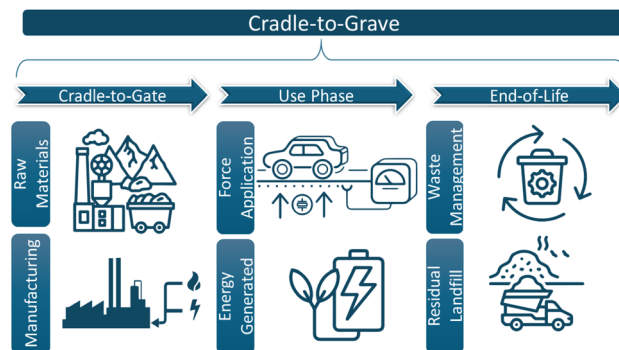 Cradle-to-Grave
Cradle-to-Gate
Use Phase
End-of-Life
Raw
Materials
Force
Application
Waste
Management
Manufacturing
Energy
Generated
Residual
Landfill